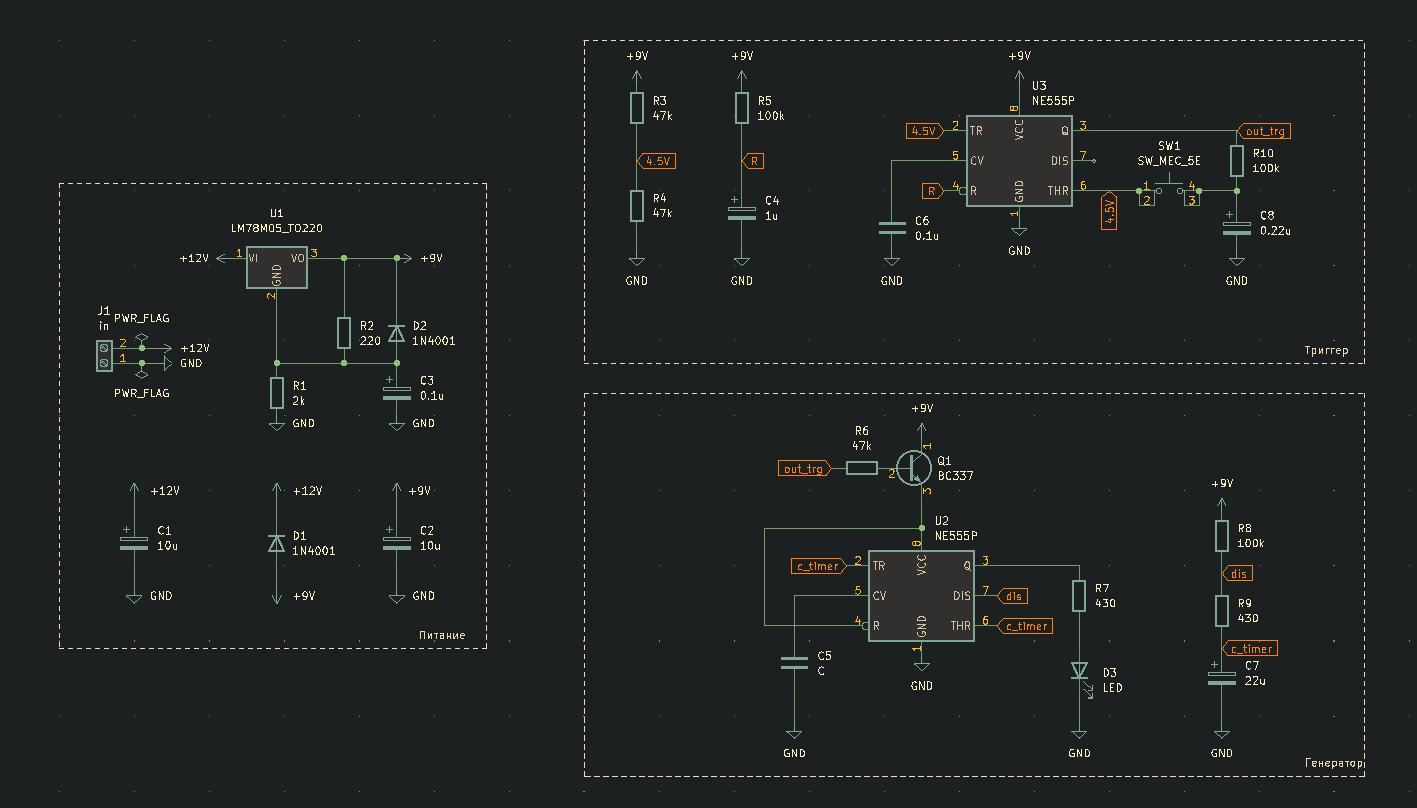 U1
LM78M05_TO220
+12V
1
VI
VO
3
+9V
GND
2
J1
in
PWR_FLAG
2
+12V
1
GND
PWR_FLAG
R2
220
D2
1N4001
R1
2k
GND
+
C3
0.1u
GND
+12V
+
C1
10u
GND
+12V
D1
1N4001
+9V
+9V
+
C2
10u
GND
Питание
+9V
R3
47k
4.5V
R4
47k
GND
+9V
R5
100k
R
+
C4
1u
GND
+9V
U3
NE555P
8
VCC
4.5V
2
TR
Q
3
out_trg
5
CV
DIS
7
R
4
R
THR
6
GND
1
GND
C6
0.1u
GND
4.5V
SW1
SW_MEC_5E
1
2
4
3
R10
100k
+
C8
0.22u
GND
Триггер
+9V
R6
47k
out_trg
2
1
Q1
BC337
3
U2
NE555P
8
VCC
c_timer
2
TR
Q
3
5
CV
DIS
7
dis
4
R
THR
6
c_timer
GND
1
GND
C5
C
GND
R7
430
D3
LED
GND
+9V
R8
100k
dis
R9
430
c_timer
+
C7
22u
GND
Генератор